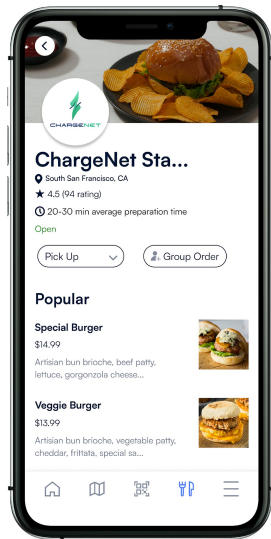 CHARGENET
ChargeNet Sta...
South San Francisco, CA
4.5 (94 rating)
20-30 min average preparation time
Open
Pick Up
Group Order
Popular
Special Burger
$14.99
Artisian bun brioche, beef patty,
lettuce, gorgonzola cheese...
Veggie Burger
$13.99
Artisian bun brioche, vegetable patty,
cheddar, frittata, special sa...